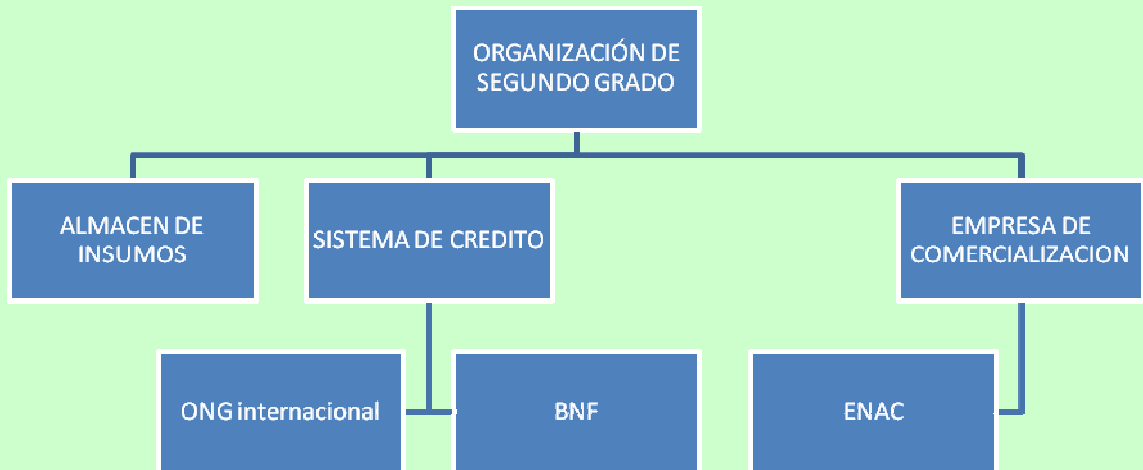 ORGANIZACIÓN DE
SEGUNDO GRADO
ALMACEN DE
INSUMOS
SISTEMA DE CREDITO
EMPRESA DE
COMERCIALIZACION
ONG internacional
BNF
ENAC